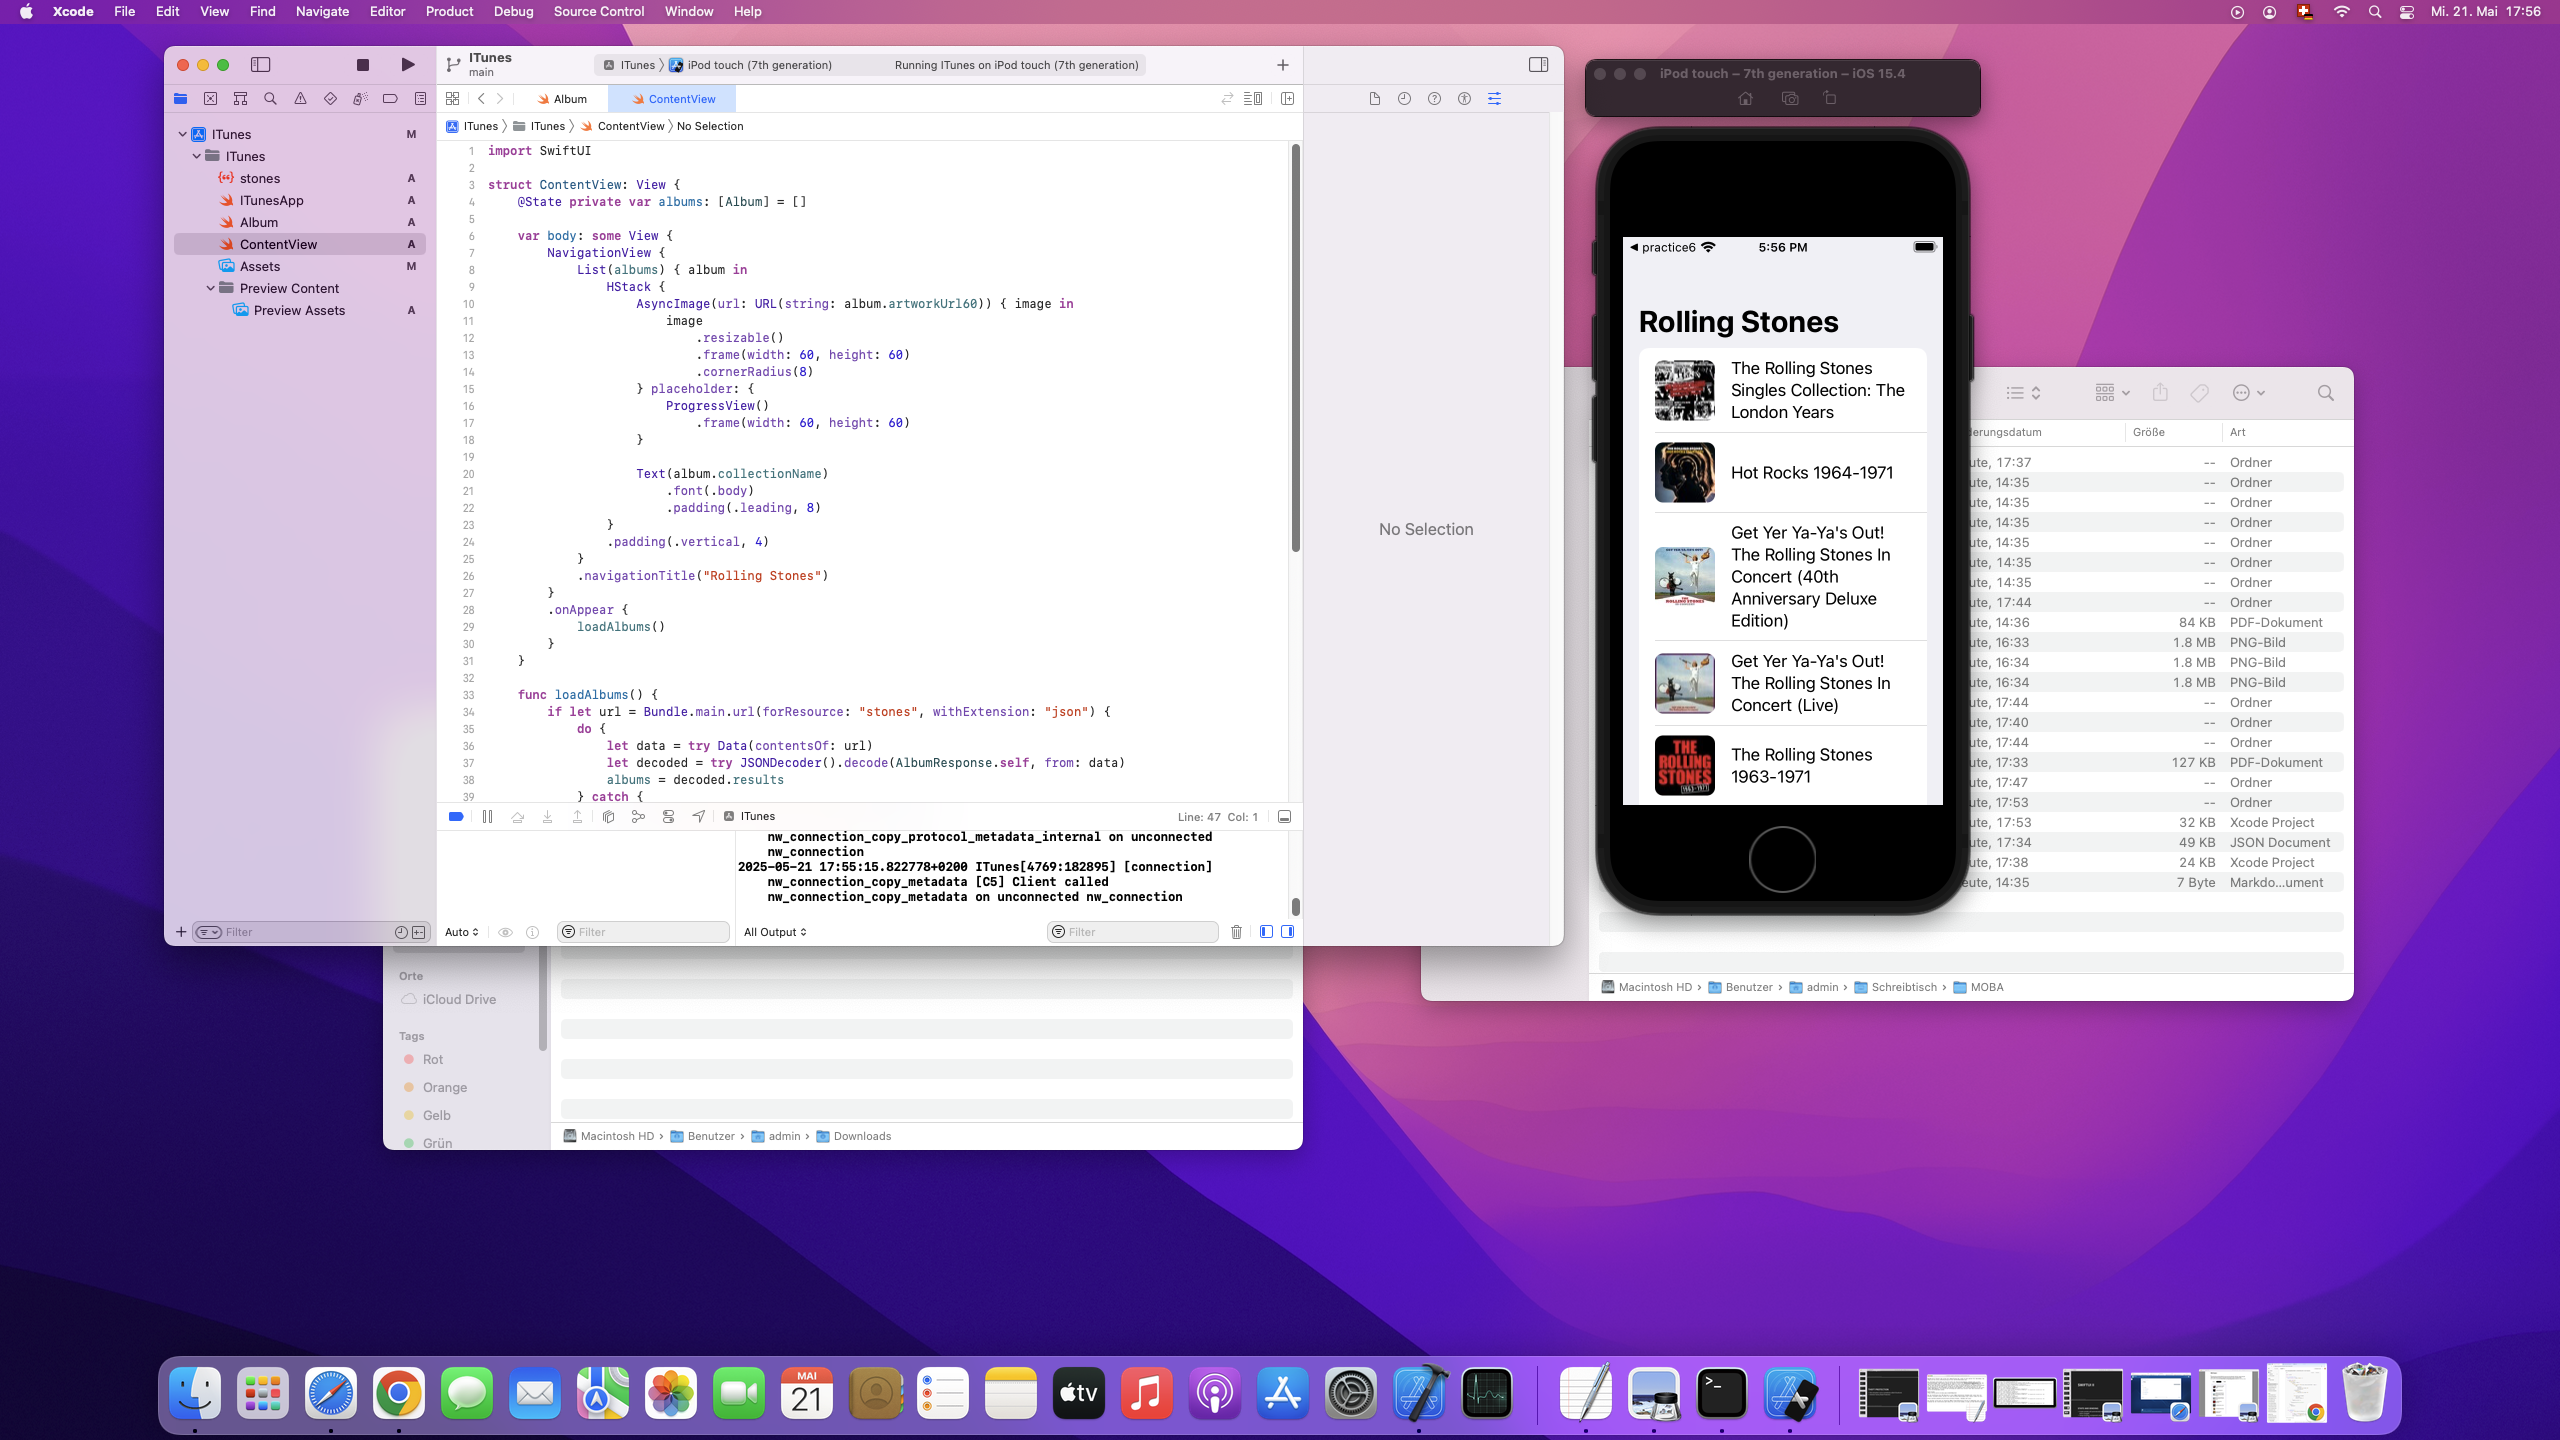 Xcode File Edit View Find Navigate Editor Product Debug Source Control Window Help
Mi. 21. Mai 17:56
ITunes
main
ITunes iPod touch (7th generation)
Running ITunes on iPod touch (7th generation)
Album
ContentView
ITunes ITunes ContentView No Selection
ITunes M
ITunes
stones A
ITunesApp A
Album A
ContentView A
Assets M
Preview Content
Preview Assets A
Filter
1 import SwiftUI
2
3 struct ContentView: View {
4 @State private var albums: [Album] = []
5
6 var body: some View {
7 NavigationView {
8 List(albums) { album in
9 HStack {
10 AsyncImage(url: URL(string: album.artworkUrl60)) { image in
11 image
12 .resizable()
13 .frame(width: 60, height: 60)
14 .cornerRadius(8)
15 } placeholder: {
16 ProgressView()
17 .frame(width: 60, height: 60)
18 }
19
20 Text(album.collectionName)
21 .font(.body)
22 .padding(.leading, 8)
23 }
24 .padding(.vertical, 4)
25 }
26 .navigationTitle("Rolling Stones")
27 }
28 .onAppear {
29 loadAlbums()
30 }
31 }
32
33 func loadAlbums() {
34 if let url = Bundle.main.url(forResource: "stones", withExtension: "json") {
35 do {
36 let data = try Data(contentsOf: url)
37 let decoded = try JSONDecoder().decode(AlbumResponse.self, from: data)
38 albums = decoded.results
39 } catch {
ITunes
Line: 47 Col: 1
nw_connection_copy_protocol_metadata_internal on unconnected
nw_connection
2025-05-21 17:55:15.822778+0200 ITunes[4769:182895] [connection]
nw_connection_copy_metadata [C5] Client called
nw_connection_copy_metadata on unconnected nw_connection
Auto
Filter
All Output
Filter
No Selection
iPod touch – 7th generation – iOS 15.4
practice6
5:56 PM
Rolling Stones
The Rolling Stones
Singles Collection: The
London Years
Hot Rocks 1964-1971
Get Yer Ya-Ya's Out!
The Rolling Stones In
Concert (40th
Anniversary Deluxe
Edition)
Get Yer Ya-Ya's Out!
The Rolling Stones In
Concert (Live)
THE
ROLLING
STONES
1963-1971
The Rolling Stones
1963-1971
derungsdatum Größe Art
ute, 17:37 -- Ordner
ute, 14:35 -- Ordner
ute, 14:35 -- Ordner
ute, 14:35 -- Ordner
ute, 14:35 -- Ordner
ute, 14:35 -- Ordner
ute, 14:35 -- Ordner
ute, 17:44 -- Ordner
ute, 14:36 84 KB PDF-Dokument
ute, 16:33 1.8 MB PNG-Bild
ute, 16:34 1.8 MB PNG-Bild
ute, 16:34 1.8 MB PNG-Bild
ute, 17:44 -- Ordner
ute, 17:40 -- Ordner
ute, 17:44 -- Ordner
ute, 17:33 127 KB PDF-Dokument
ute, 17:47 -- Ordner
ute, 17:53 -- Ordner
ute, 17:53 32 KB Xcode Project
ute, 17:34 49 KB JSON Document
ute, 17:38 24 KB Xcode Project
eute, 14:35 7 Byte Markdo...ument
Macintosh HD › Benutzer › admin › Schreibtisch › MOBA
Orte
iCloud Drive
Tags
Rot
Orange
Gelb
Grün
Macintosh HD › Benutzer › admin › Downloads
MAI
21
tv
>_